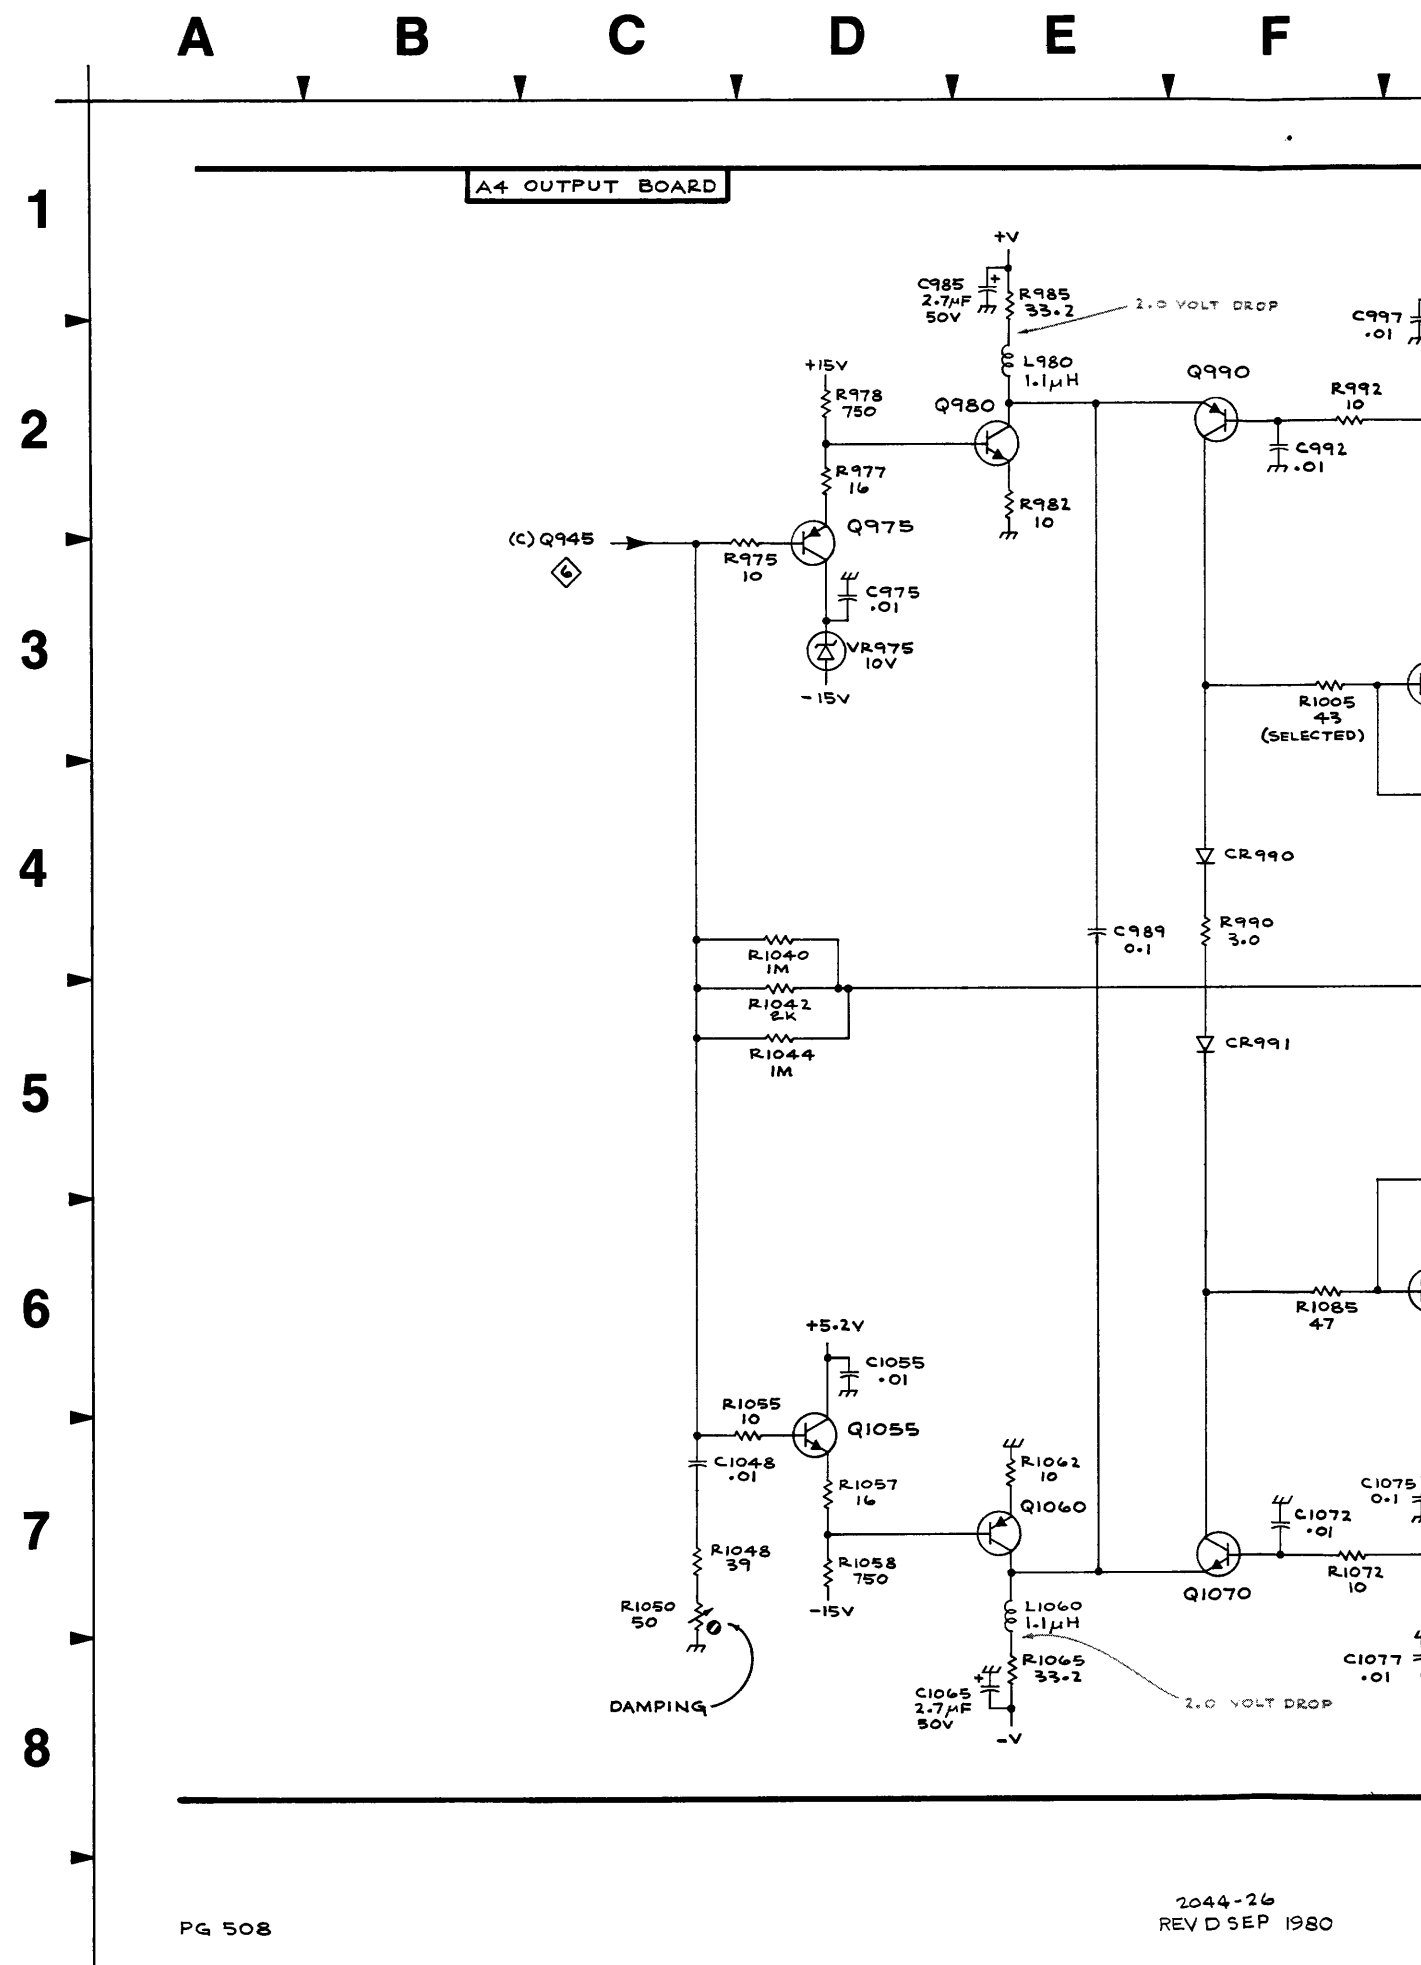 A B C D E F
1
A4 OUTPUT BOARD
+V
C985
2.7µF
50V
+
R985
33.2
2.0 VOLT DROP
C997
.01
L980
1.1µH
+15V
R978
750
Q980
Q990
R992
10
2
C992
.01
R977
16
R982
10
Q975
(C) Q945
6
R975
10
C975
.01
3
VR975
10V
-15V
R1005
43
(SELECTED)
4
CR990
R990
3.0
C989
0.1
R1040
1M
R1042
2K
R1044
1M
CR991
5
6
R1085
47
+5.2V
C1055
.01
R1055
10
Q1055
C1048
.01
R1062
10
R1057
16
Q1060
C1075
0.1
C1072
.01
7
R1048
39
R1058
750
R1072
10
Q1070
-15V
R1050
50
L1060
1.1µH
R1065
33.2
C1077
.01
DAMPING
+
C1065
2.7µF
50V
2.0 VOLT DROP
-V
8
2044-26
REV D SEP 1980
PG 508